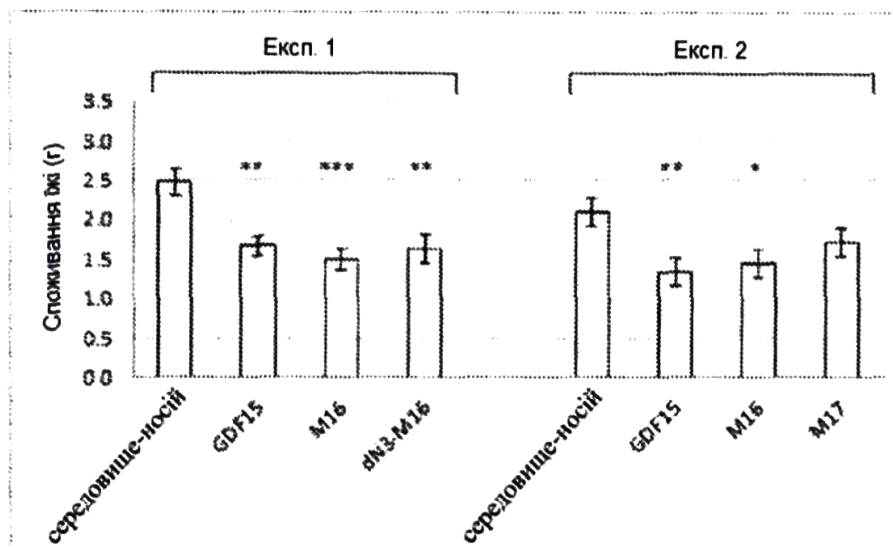 Експ. 1
Експ. 2
Споживання їжі (г)
3.5
3.0
2.5
2.0
1.5
1.0
0.5
0.0
** *** ** ** *
середовище-носій
GDF15
M16
dN3-M16
середовище-носій
GDF15
M16
M17